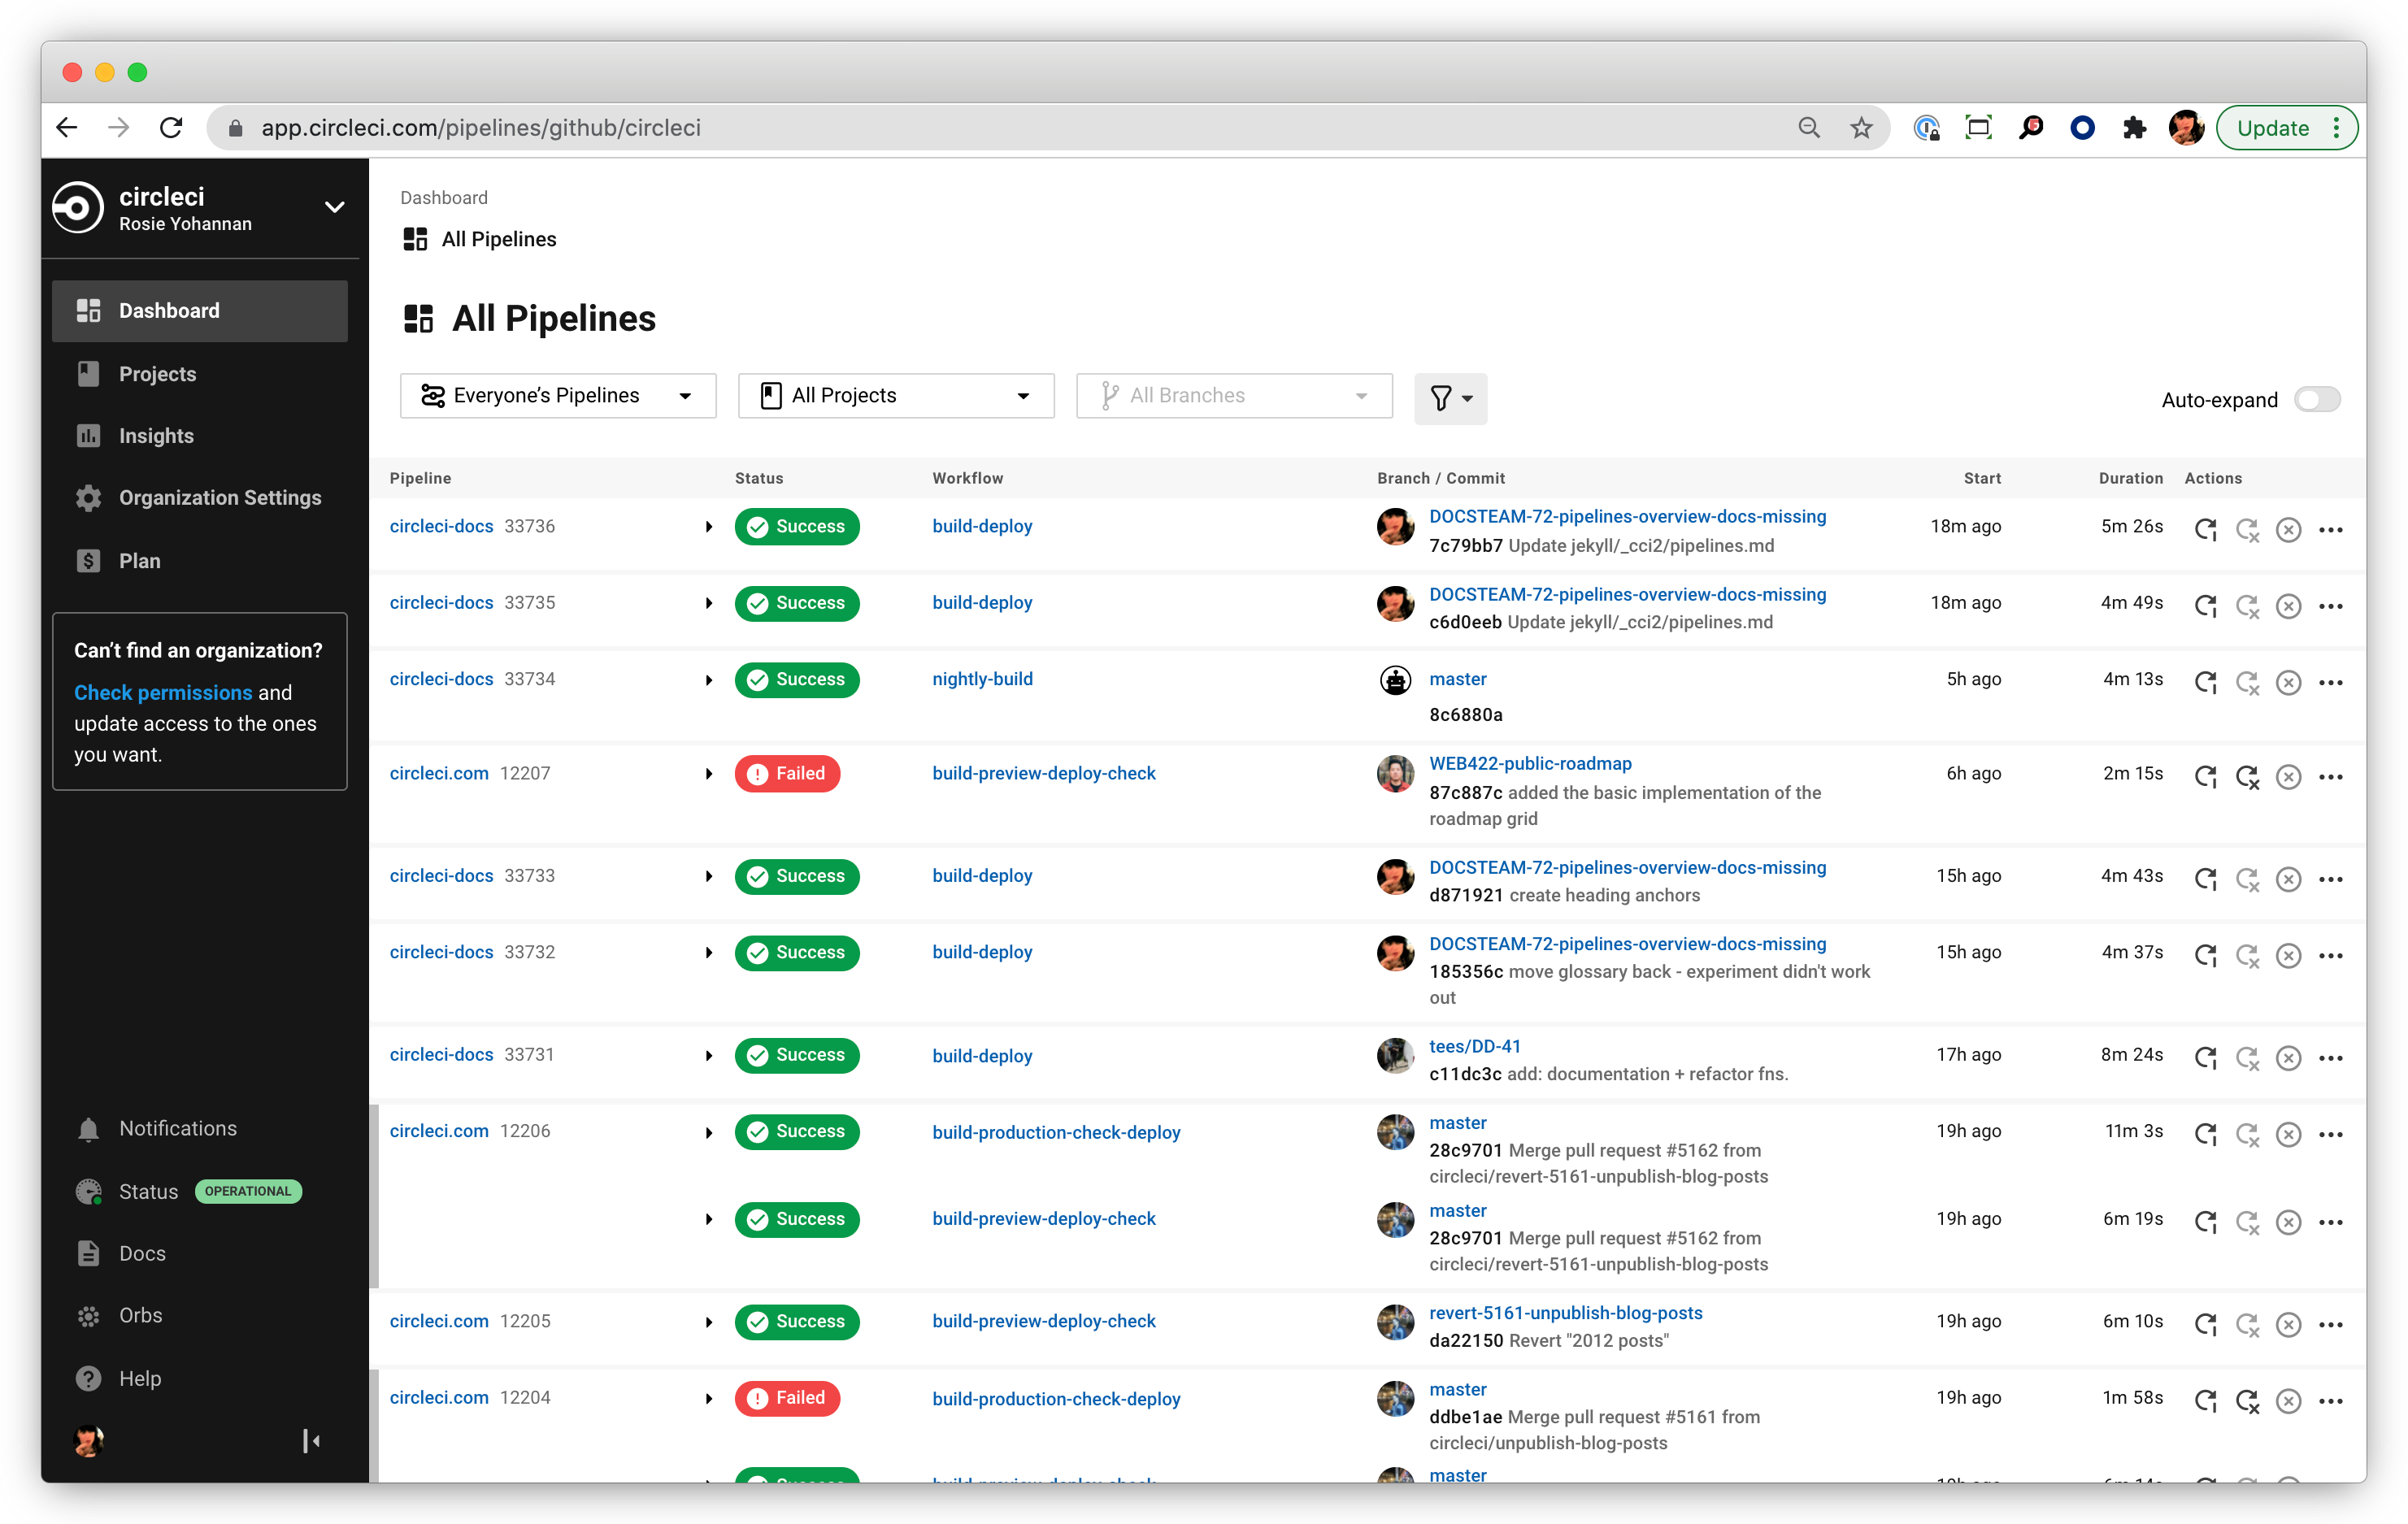 app.circleci.com/pipelines/github/circleci
Update
circleci
Rosie Yohannan
Dashboard
Projects
Insights
Organization Settings
Plan
Can’t find an organization?
Check permissions and
update access to the ones
you want.
Notifications
Status OPERATIONAL
Docs
Orbs
Help
Dashboard
All Pipelines
All Pipelines
Everyone’s Pipelines
All Projects
All Branches
Auto-expand
Pipeline Status Workflow Branch / Commit Start Duration Actions
circleci-docs 33736 Success build-deploy DOCSTEAM-72-pipelines-overview-docs-missing 18m ago 5m 26s
7c79bb7 Update jekyll/_cci2/pipelines.md
circleci-docs 33735 Success build-deploy DOCSTEAM-72-pipelines-overview-docs-missing 18m ago 4m 49s
c6d0eeb Update jekyll/_cci2/pipelines.md
circleci-docs 33734 Success nightly-build master 5h ago 4m 13s
8c6880a
circleci.com 12207 Failed build-preview-deploy-check WEB422-public-roadmap 6h ago 2m 15s
87c887c added the basic implementation of the
roadmap grid
circleci-docs 33733 Success build-deploy DOCSTEAM-72-pipelines-overview-docs-missing 15h ago 4m 43s
d871921 create heading anchors
circleci-docs 33732 Success build-deploy DOCSTEAM-72-pipelines-overview-docs-missing 15h ago 4m 37s
185356c move glossary back - experiment didn't work
out
circleci-docs 33731 Success build-deploy tees/DD-41 17h ago 8m 24s
c11dc3c add: documentation + refactor fns.
circleci.com 12206 Success build-production-check-deploy master 19h ago 11m 3s
28c9701 Merge pull request #5162 from
circleci/revert-5161-unpublish-blog-posts
Success build-preview-deploy-check master 19h ago 6m 19s
28c9701 Merge pull request #5162 from
circleci/revert-5161-unpublish-blog-posts
circleci.com 12205 Success build-preview-deploy-check revert-5161-unpublish-blog-posts 19h ago 6m 10s
da22150 Revert "2012 posts"
circleci.com 12204 Failed build-production-check-deploy master 19h ago 1m 58s
ddbe1ae Merge pull request #5161 from
circleci/unpublish-blog-posts
master